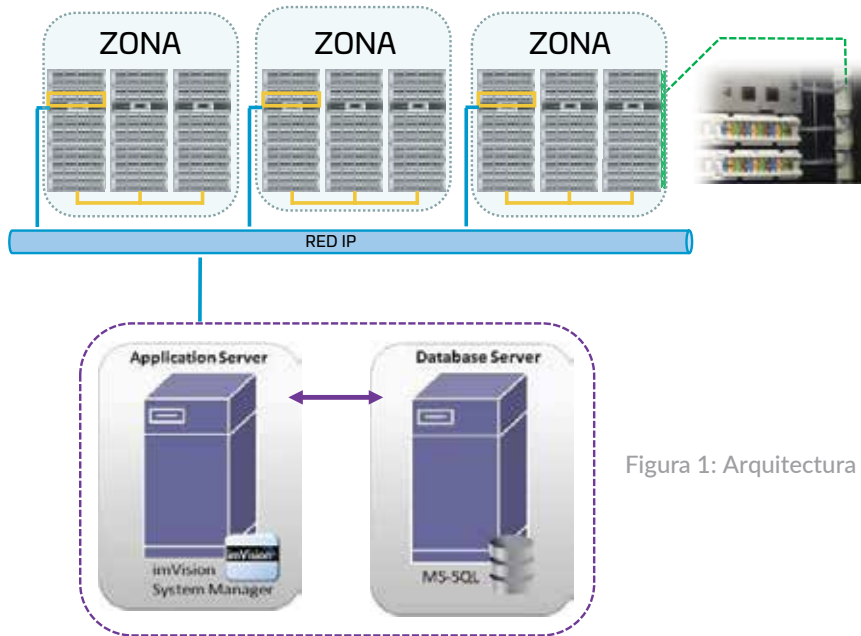 ZONA
ZONA
ZONA
RED IP
Application Server
Database Server
Figura 1: Arquitectura
imVision
imVision
System Manager
MS-SQL